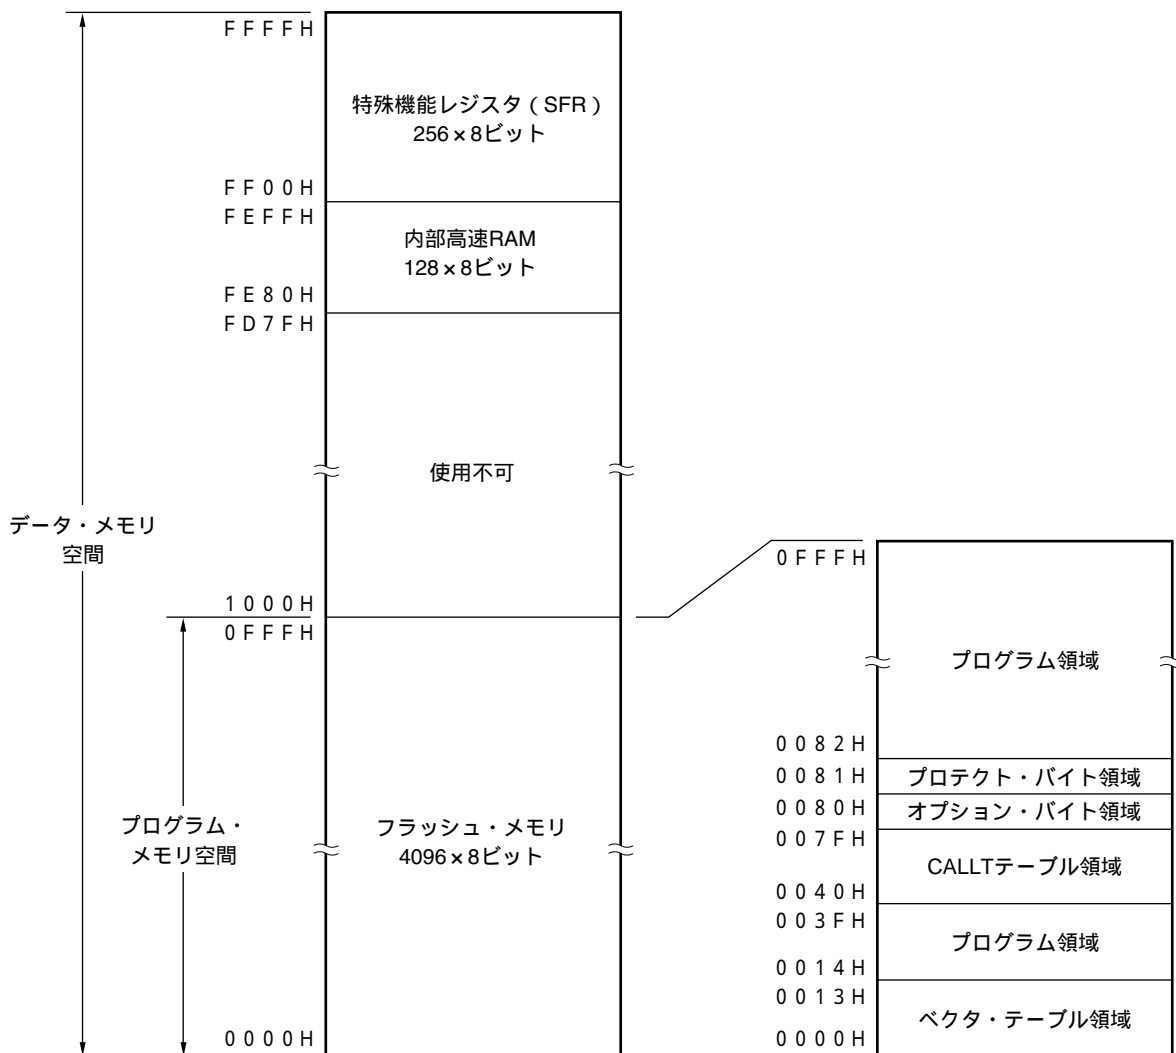 FFFFH
特殊機能レジスタ（SFR）
256×8ビット
FF00H
FEFFH
内部高速RAM
128×8ビット
FE80H
FD7FH
使用不可
データ・メモリ
空間
1000H
0FFFH
プログラム・
メモリ空間
フラッシュ・メモリ
4096×8ビット
0000H
0FFFH
プログラム領域
0082H
0081H
プロテクト・バイト領域
0080H
オプション・バイト領域
007FH
CALLTテーブル領域
0040H
003FH
プログラム領域
0014H
0013H
ベクタ・テーブル領域
0000H